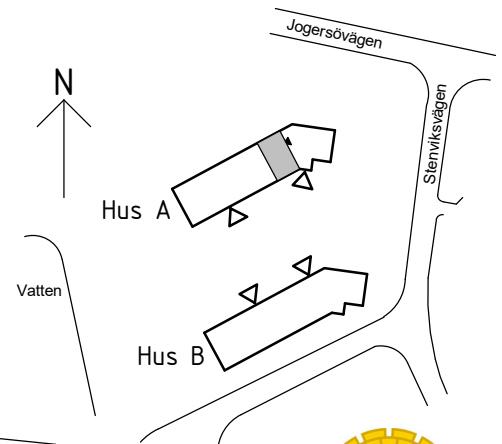 Jogersövägen
N
Stenviksvägen
Hus A
Vatten
Hus B